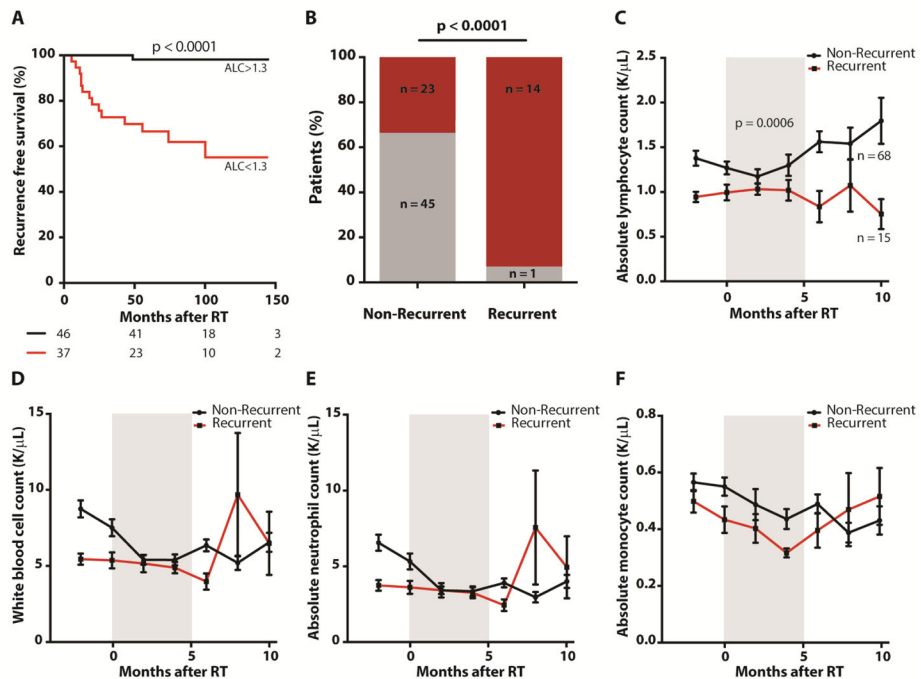 A
p < 0.0001
ALC>1.3
ALC<1.3
Recurrence free survival (%)
100
80
60
40
20
0
0 50 100 150
Months after RT
46 41 18 3
37 23 10 2
B
p < 0.0001
Patients (%)
100
80
60
40
20
0
n = 23
n = 45
n = 14
n = 1
Non-Recurrent Recurrent
C
Non-Recurrent
Recurrent
Absolute lymphocyte count (K/μL)
2.5
2.0
1.5
1.0
0.5
0.0
p = 0.0006
n = 68
n = 15
0 5 10
Months after RT
D
Non-Recurrent
Recurrent
White blood cell count (K/μL)
15
10
5
0
0 5 10
Months after RT
E
Non-Recurrent
Recurrent
Absolute neutrophil count (K/μL)
15
10
5
0
0 5 10
Months after RT
F
Non-Recurrent
Recurrent
Absolute monocyte count (K/μL)
0.8
0.6
0.4
0.2
0.0
0 5 10
Months after RT